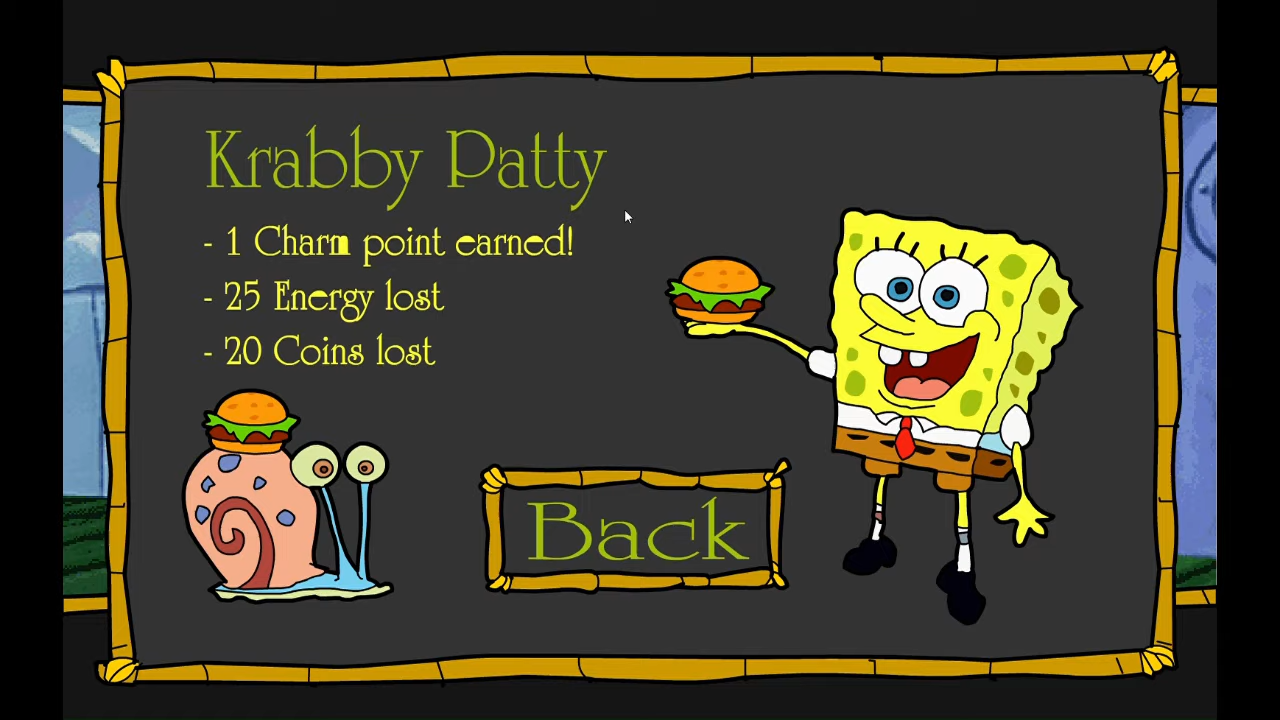 Krabby Patty
- 1 Charm point earned!
- 25 Energy lost
- 20 Coins lost
Back